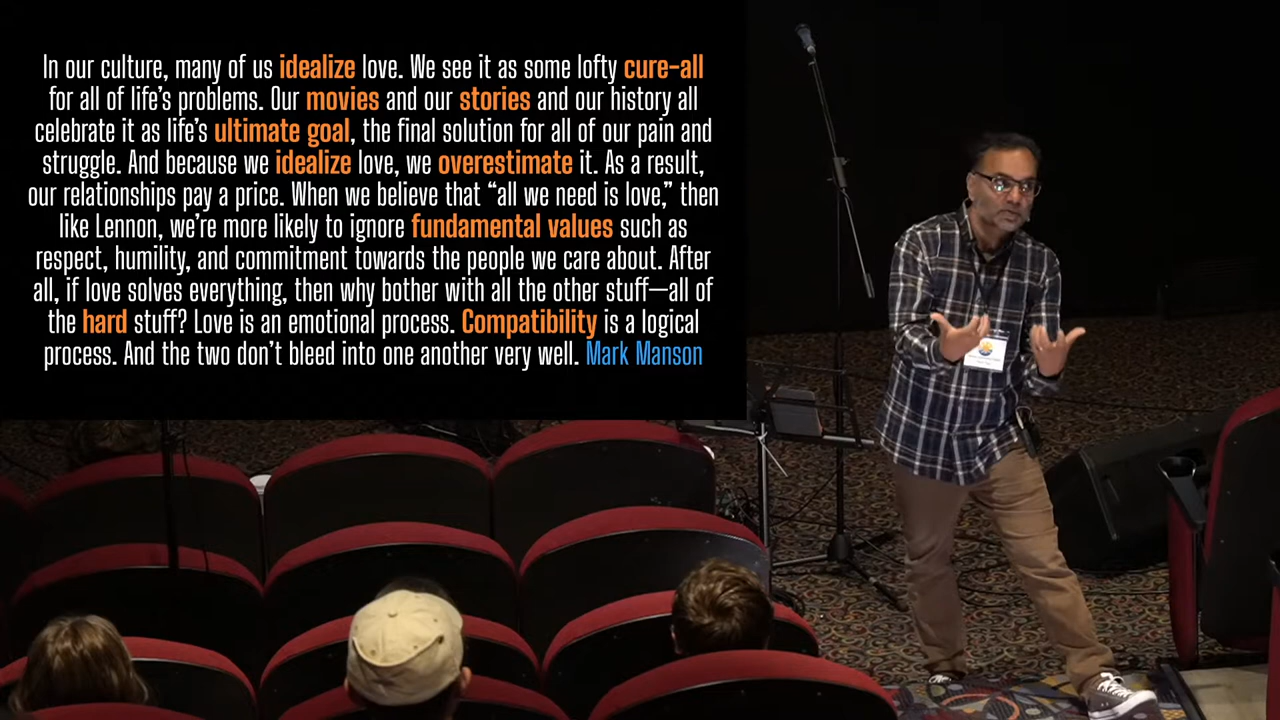 In our culture, many of us idealize love. We see it as some lofty cure-all
for all of life's problems. Our movies and our stories and our history all
celebrate it as life's ultimate goal, the final solution for all of our pain and
struggle. And because we idealize love, we overestimate it. As a result,
our relationships pay a price. When we believe that “all we need is love,” then
like Lennon, we're more likely to ignore fundamental values such as
respect, humility, and commitment towards the people we care about. After
all, if love solves everything, then why bother with all the other stuff—all of
the hard stuff? Love is an emotional process. Compatibility is a logical
process. And the two don't bleed into one another very well. Mark Manson